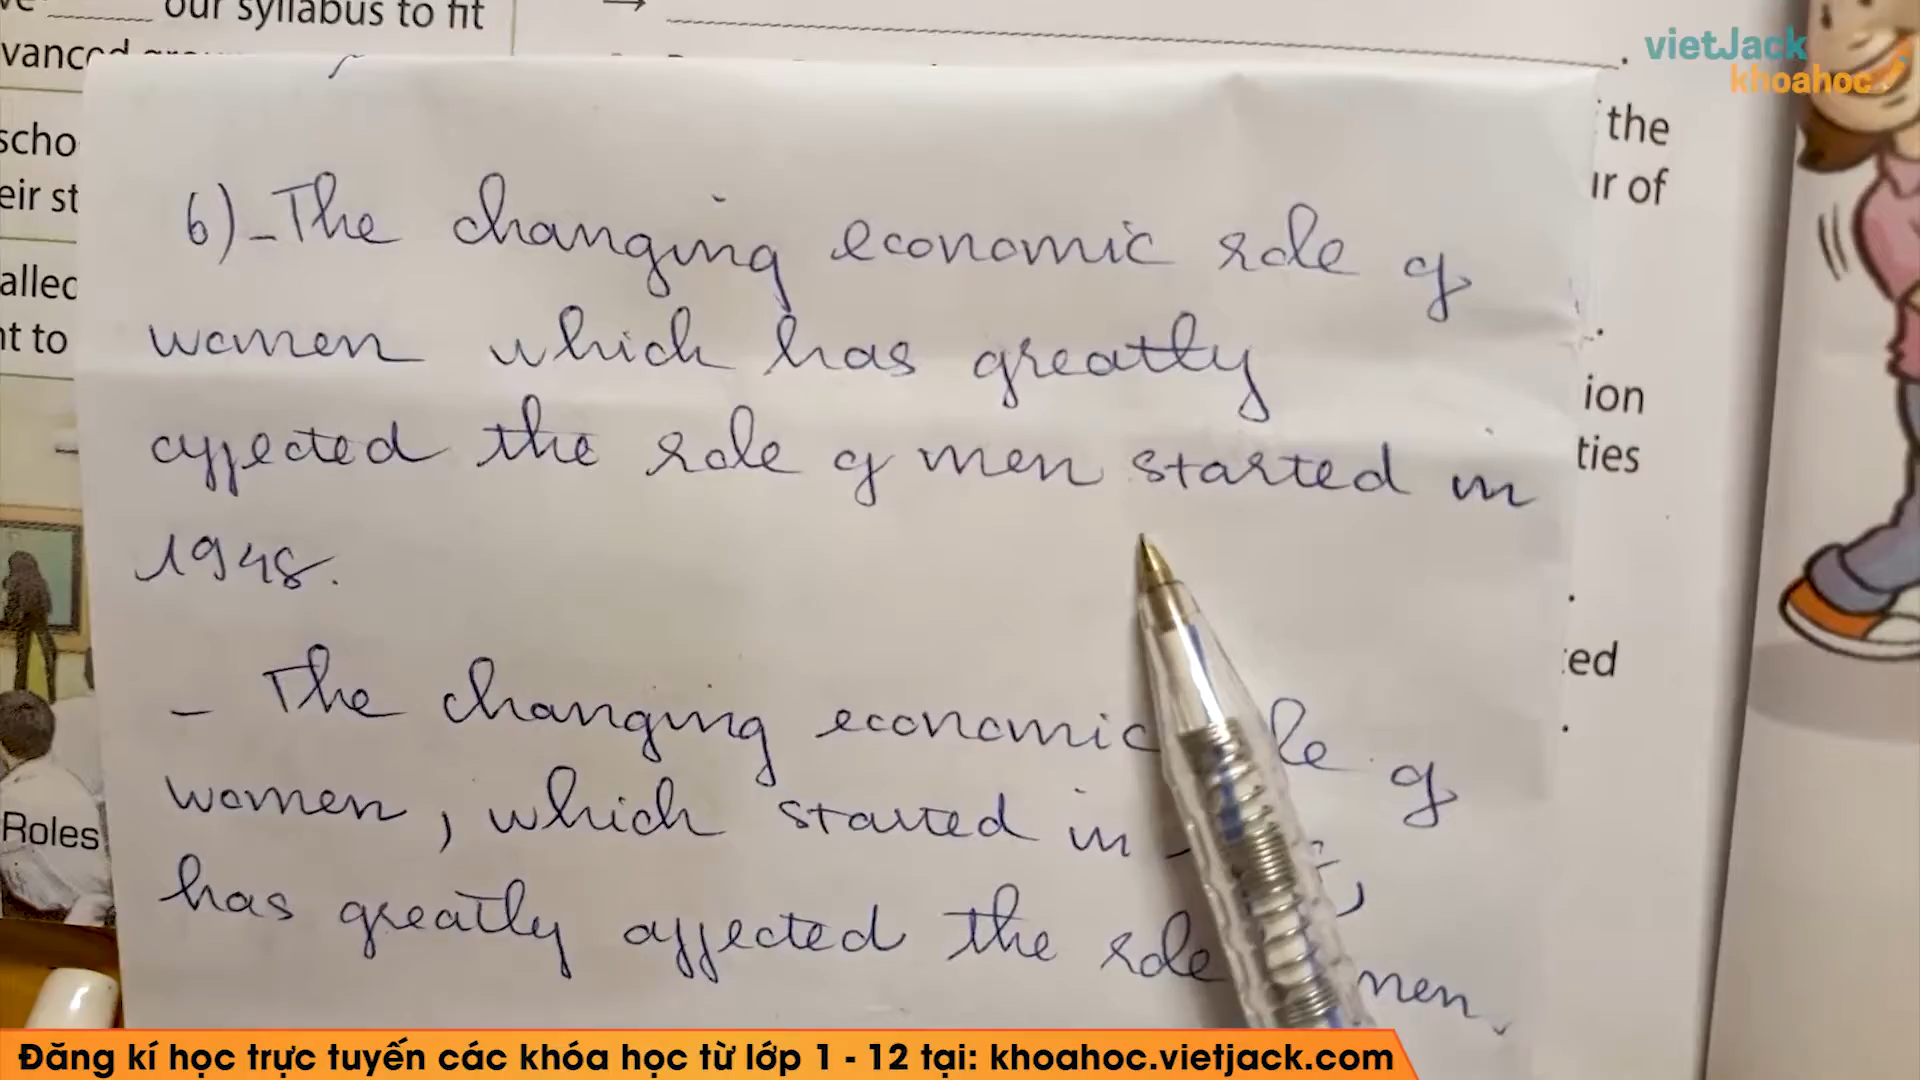 our syllabus to fit
vietJack
khoahoc
the
scho
eir st
ur of
allec
nt to
ion
ties
ted
Roles
6) - The changing economic role of
women which has greatly
affected the role of men started in
1948.
- The changing economic
women, which started in
has greatly affected the role men.
Đăng kí học trực tuyến các khóa học từ lớp 1 - 12 tại: khoahoc.vietjack.com